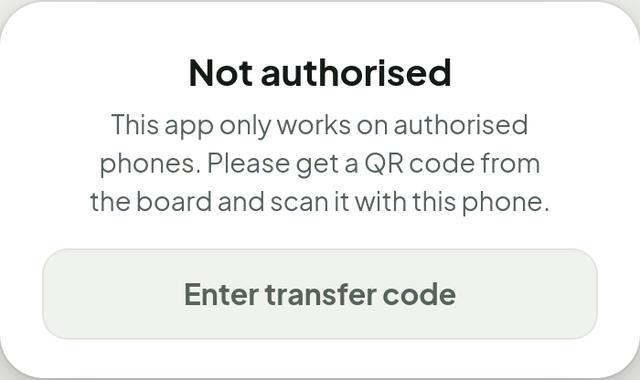 Not authorised
This app only works on authorised
phones. Please get a QR code from
the board and scan it with this phone.
Enter transfer code